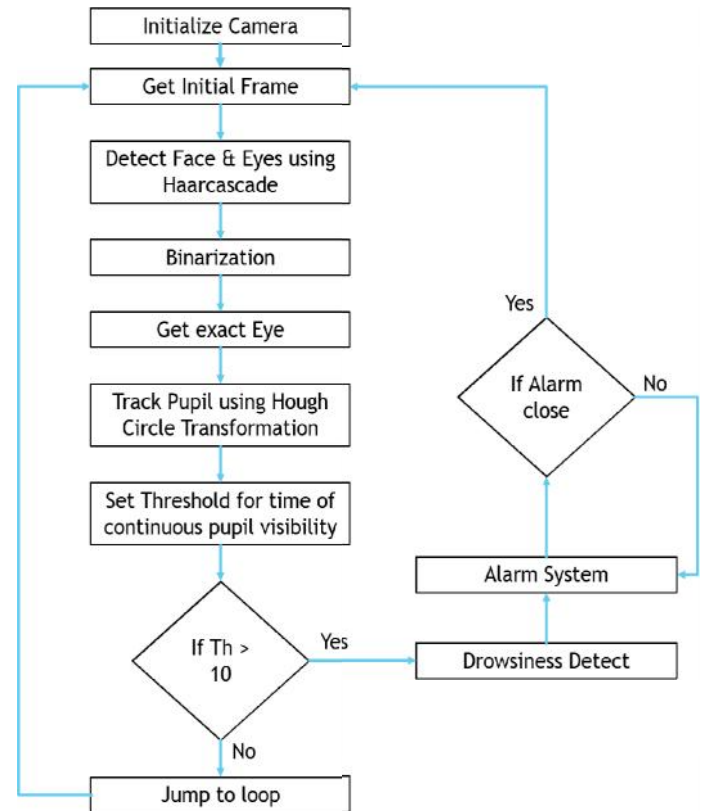 Initialize Camera
Get Initial Frame
Detect Face & Eyes using
Haarcascade
Binarization
Get exact Eye
Track Pupil using Hough
Circle Transformation
Set Threshold for time of
continuous pupil visibility
If Th >
10
Yes
No
Jump to loop
Drowsiness Detect
Alarm System
If Alarm
close
Yes
No